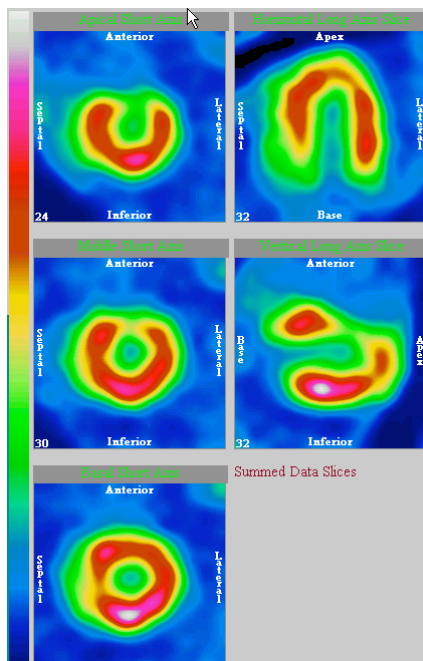 Apical Short Axis
Anterior
Septal
Lateral
24
Inferior
Horizontal Long Axis Slice
Apex
Septal
Lateral
32
Base
Middle Short Axis
Anterior
Septal
Lateral
30
Inferior
Vertical Long Axis Slice
Anterior
Base
Apex
32
Inferior
Basal Short Axis
Anterior
Septal
Lateral
Summed Data Slices